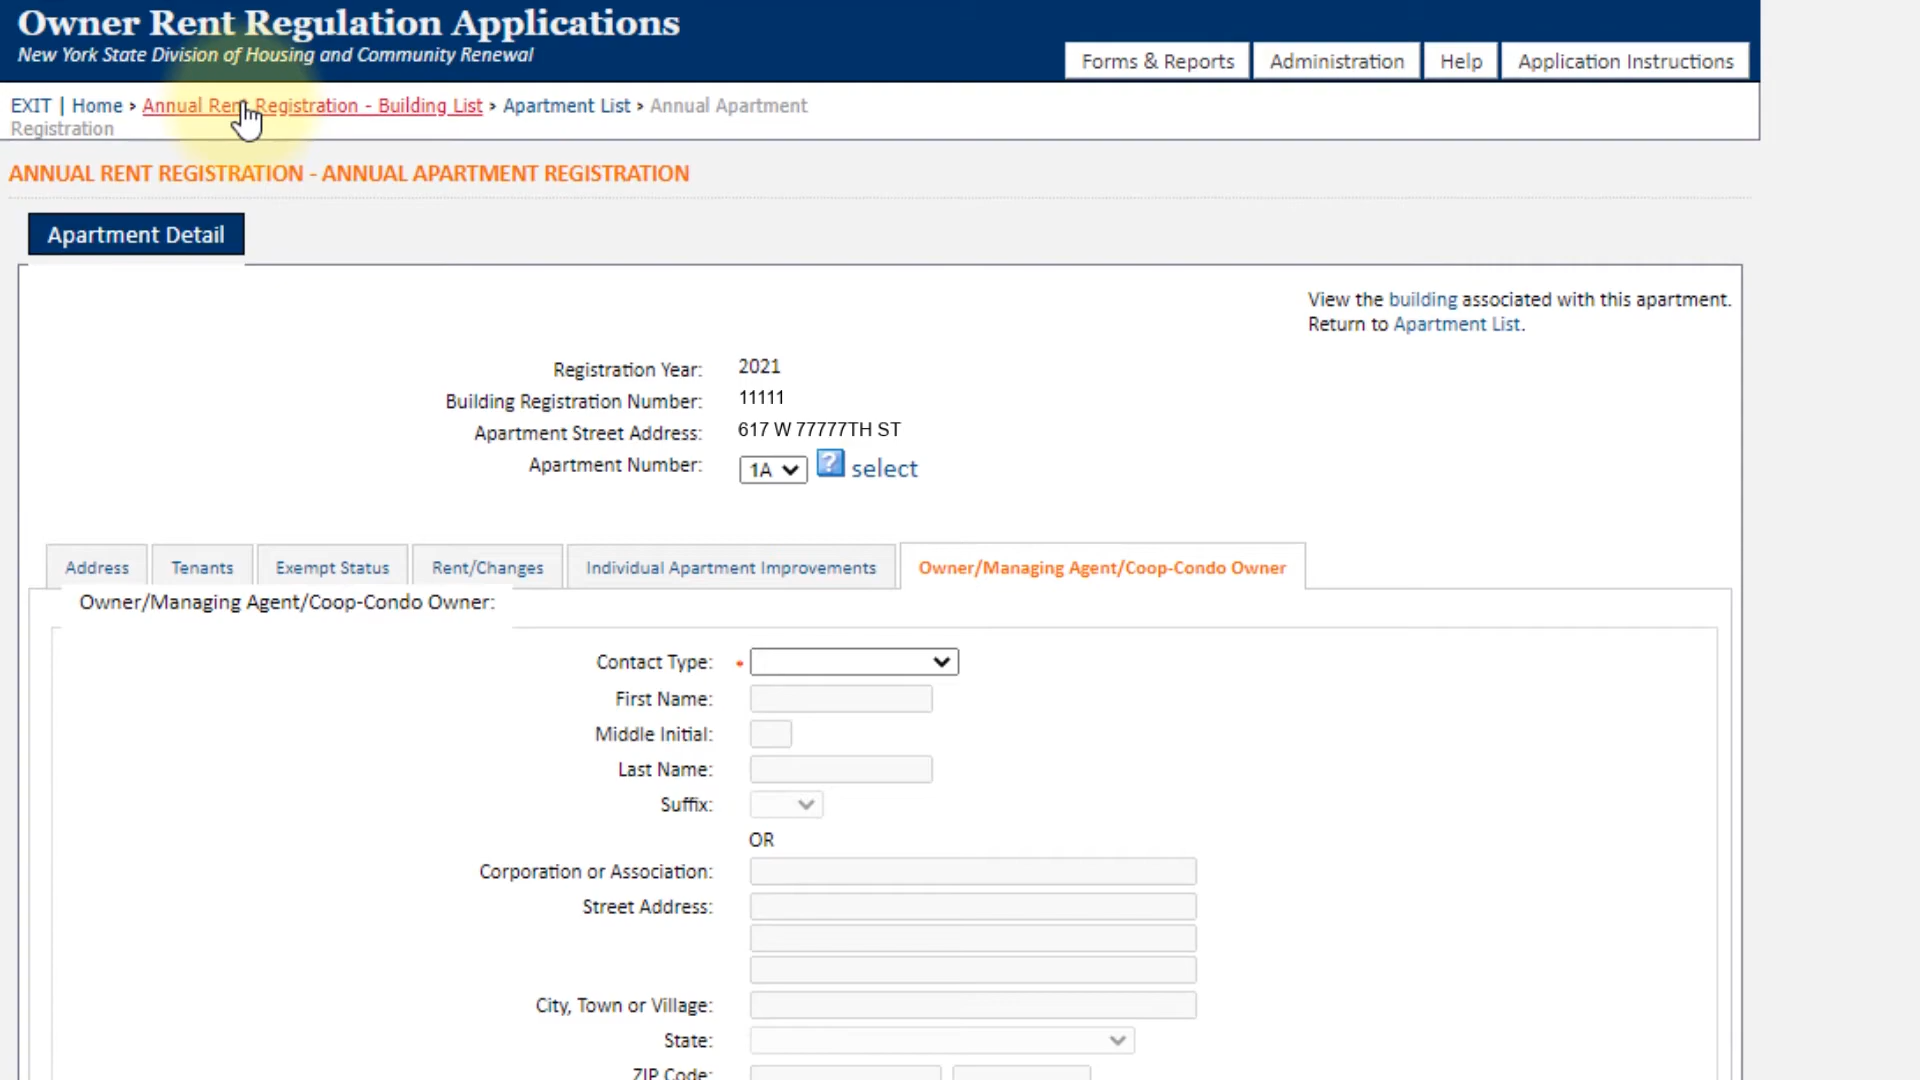 Owner Rent Regulation Applications
New York State Division of Housing and Community Renewal
Forms & Reports
Administration
Help
Application Instructions
EXIT | Home > Annual Rent Registration - Building List > Apartment List > Annual Apartment
Registration
ANNUAL RENT REGISTRATION - ANNUAL APARTMENT REGISTRATION
Apartment Detail
View the building associated with this apartment.
Return to Apartment List.
Registration Year: 2021
Building Registration Number: 11111
Apartment Street Address: 617 W 77777TH ST
Apartment Number: 1A ? select
Address
Tenants
Exempt Status
Rent/Changes
Individual Apartment Improvements
Owner/Managing Agent/Coop-Condo Owner
Owner/Managing Agent/Coop-Condo Owner:
Contact Type:
First Name:
Middle Initial:
Last Name:
Suffix:
OR
Corporation or Association:
Street Address:
City, Town or Village:
State:
ZIP Code: